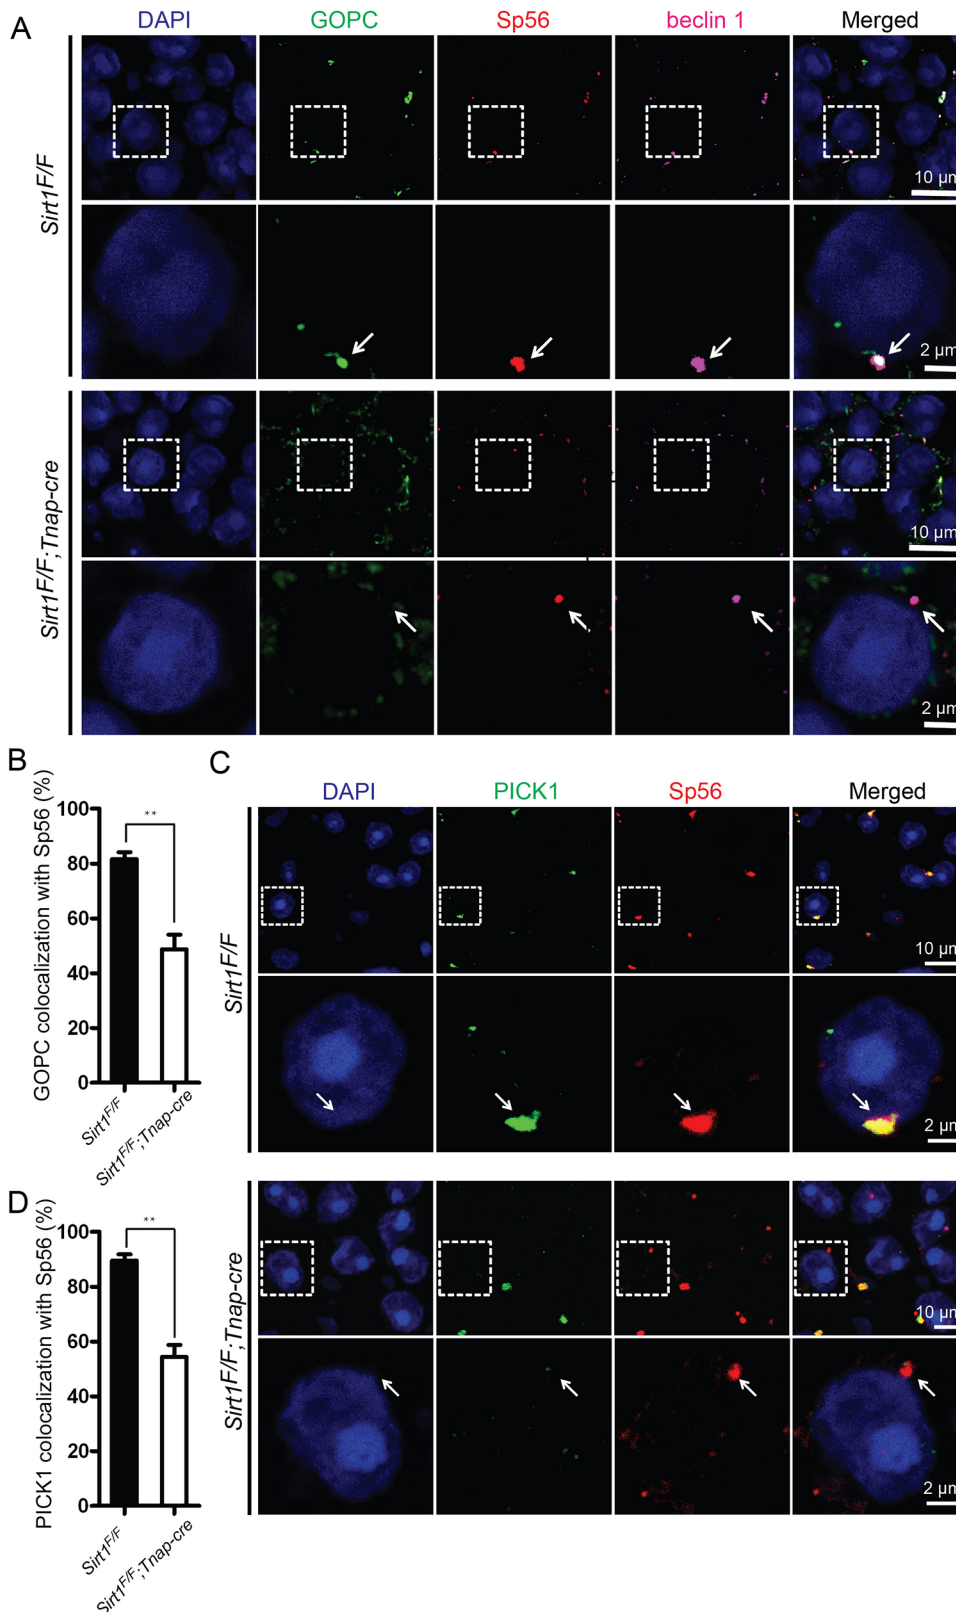 A
DAPI GOPC Sp56 beclin 1 Merged
Sirt1F/F
10 µm
2 µm
Sirt1F/F;Tnap-cre
10 µm
2 µm
B
GOPC colocalization with Sp56 (%)
100
80
60
40
20
0
**
Sirt1F/F
Sirt1F/F;Tnap-cre
C
DAPI PICK1 Sp56 Merged
Sirt1F/F
10 µm
2 µm
Sirt1F/F;Tnap-cre
10 µm
2 µm
D
PICK1 colocalization with Sp56 (%)
100
80
60
40
20
0
**
Sirt1F/F
Sirt1F/F;Tnap-cre